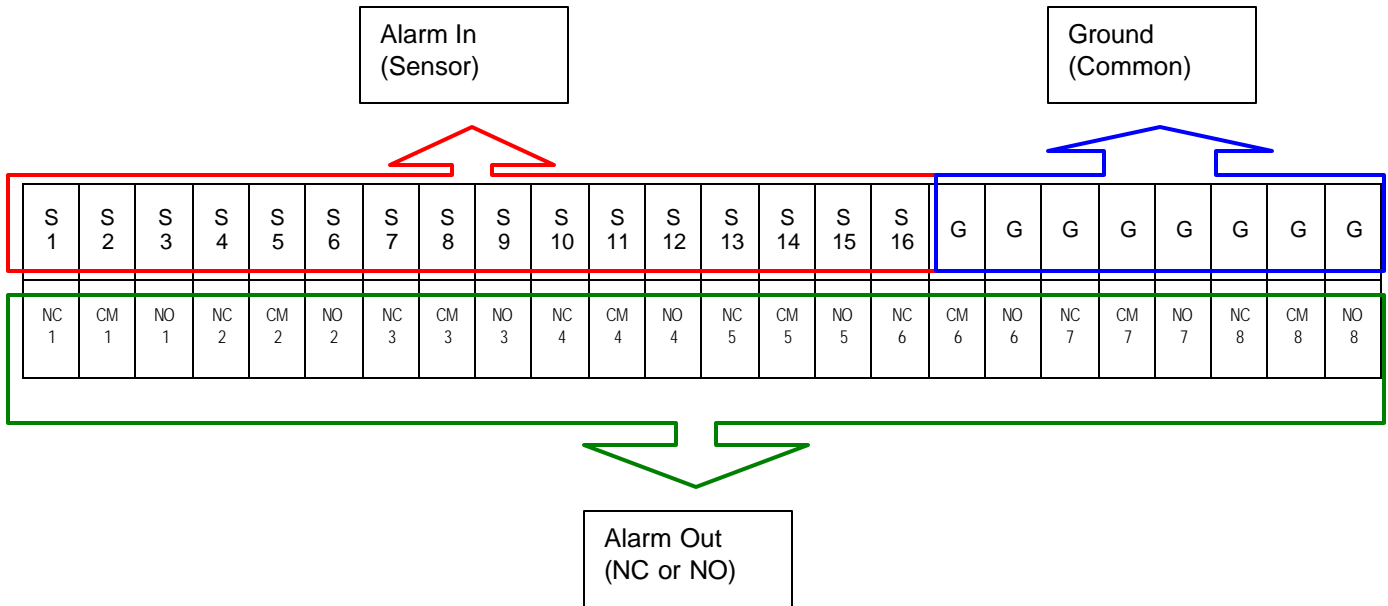 Alarm In
(Sensor)
Ground
(Common)
S S S S S S S S S S S S S S S S G G G G G G G G
1 2 3 4 5 6 7 8 9 10 11 12 13 14 15 16
NC CM NO NC CM NO NC CM NO NC CM NO NC CM NO NC CM NO NC CM NO NC CM NO
1 1 1 2 2 2 3 3 3 4 4 4 5 5 5 6 6 6 7 7 7 8 8 8
Alarm Out
(NC or NO)